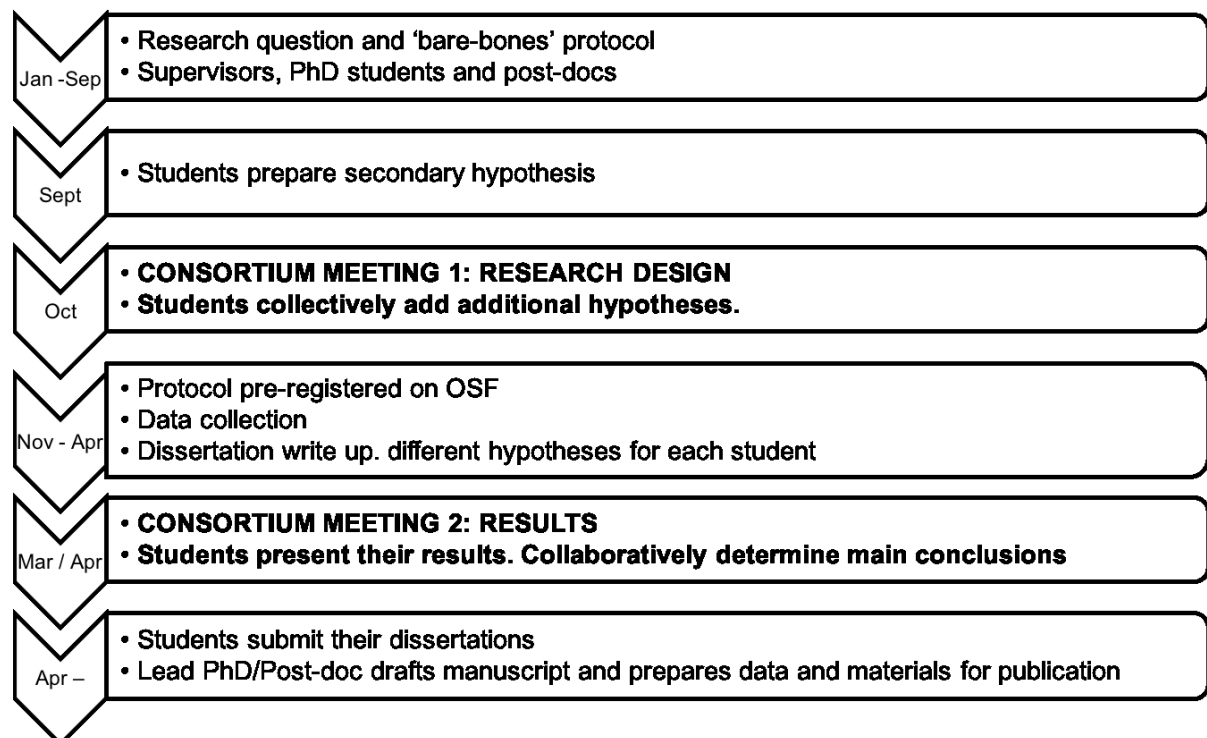 Jan -Sep
• Research question and ‘bare-bones’ protocol
• Supervisors, PhD students and post-docs
Sept
• Students prepare secondary hypothesis
Oct
• CONSORTIUM MEETING 1: RESEARCH DESIGN
• Students collectively add additional hypotheses.
Nov - Apr
• Protocol pre-registered on OSF
• Data collection
• Dissertation write up. different hypotheses for each student
Mar / Apr
• CONSORTIUM MEETING 2: RESULTS
• Students present their results. Collaboratively determine main conclusions
Apr –
• Students submit their dissertations
• Lead PhD/Post-doc drafts manuscript and prepares data and materials for publication